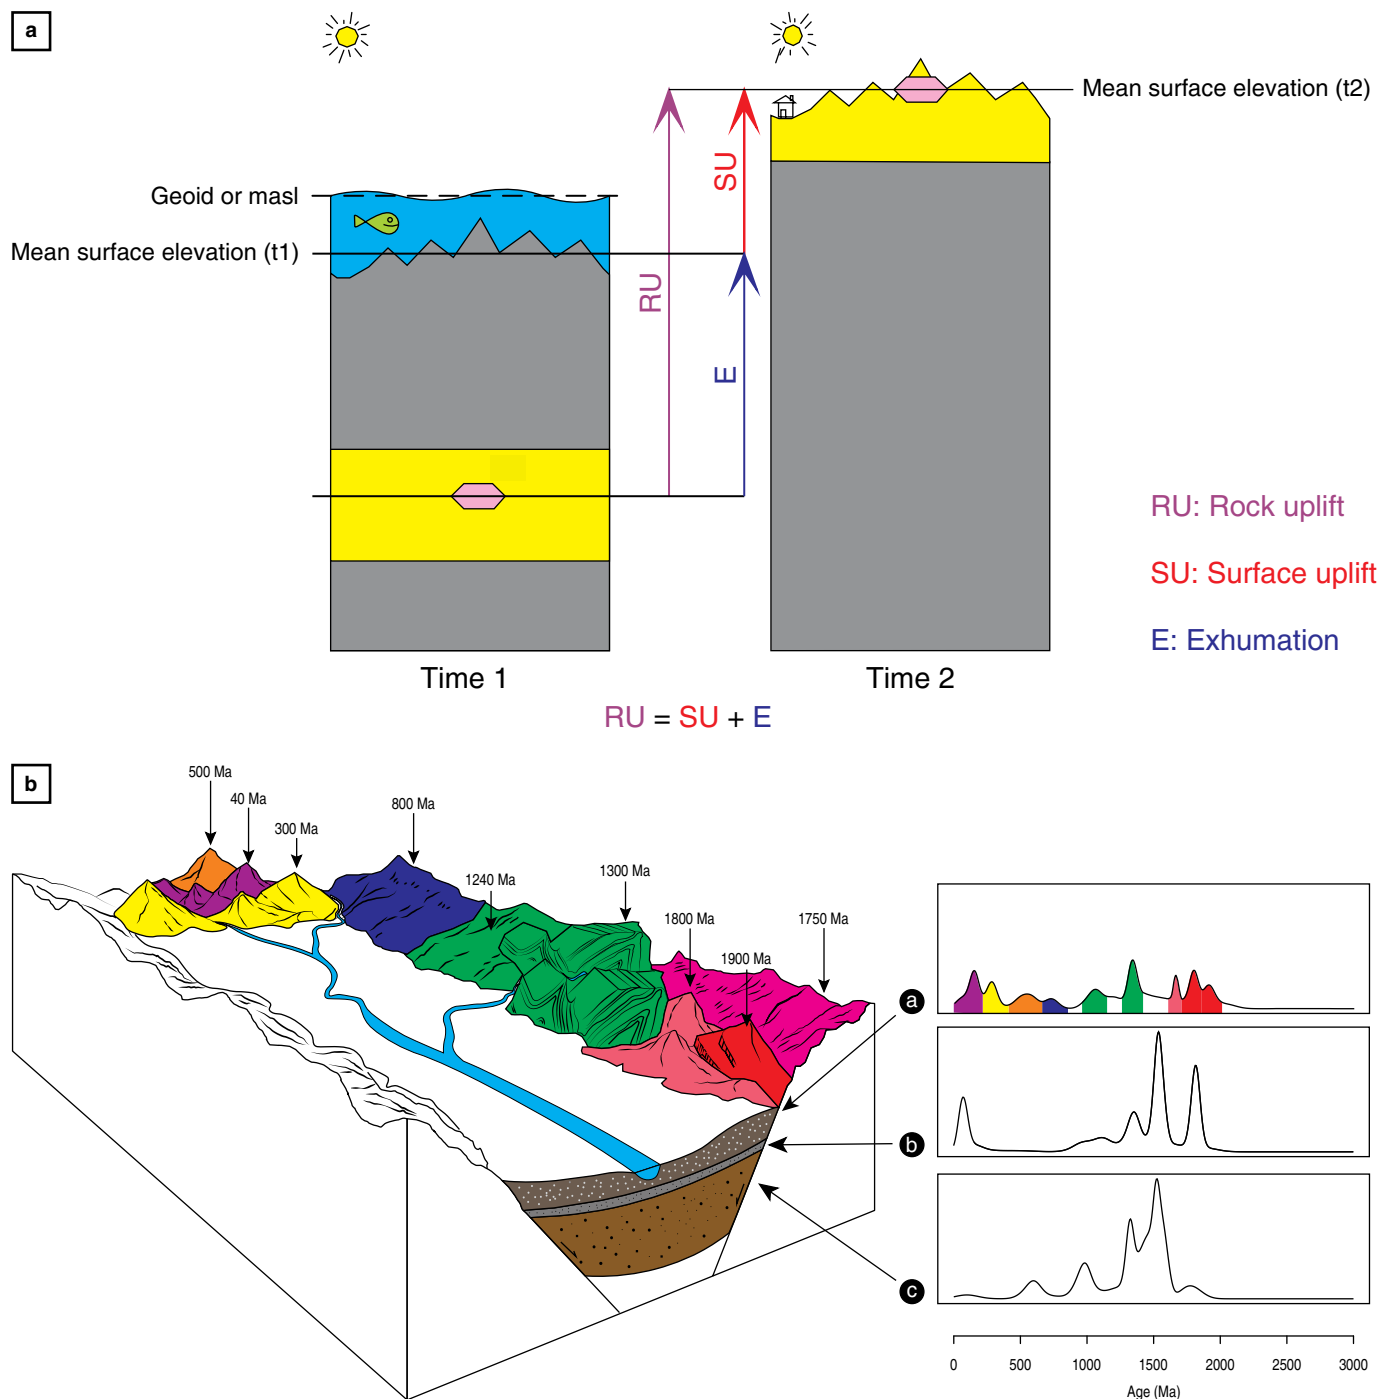 a
Mean surface elevation (t2)
SU
Geoid or masl
Mean surface elevation (t1)
RU
E
RU: Rock uplift
SU: Surface uplift
E: Exhumation
Time 1
Time 2
RU = SU + E
b
500 Ma
40 Ma
300 Ma
800 Ma
1240 Ma
1300 Ma
1800 Ma
1750 Ma
1900 Ma
a
b
c
0 500 1000 1500 2000 2500 3000
Age (Ma)